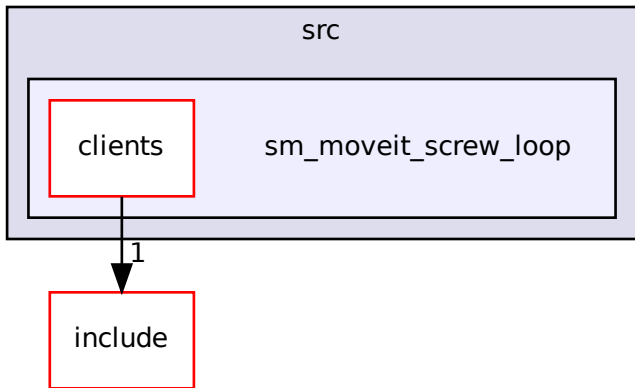 src
clients
sm_moveit_screw_loop
1
include